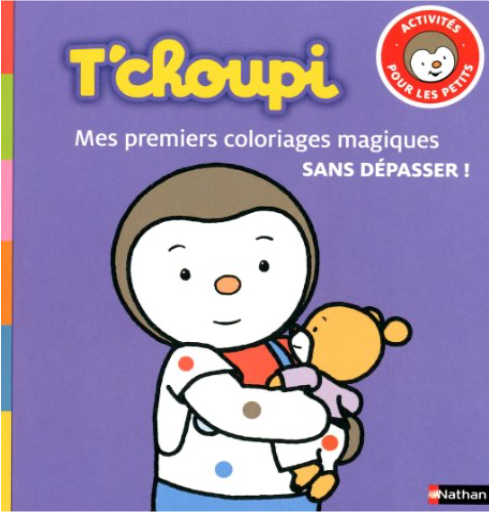 T'choupi
ACTIVITÉS
POUR LES PETITS
Mes premiers coloriages magiques
SANS DÉPASSER !
Nathan